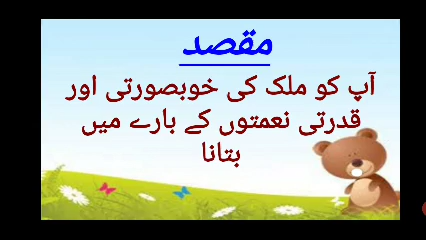 مقصد
آپ کو ملک کی خوبصورتی اور
قدرتی نعمتوں کے بارے میں
بتانا